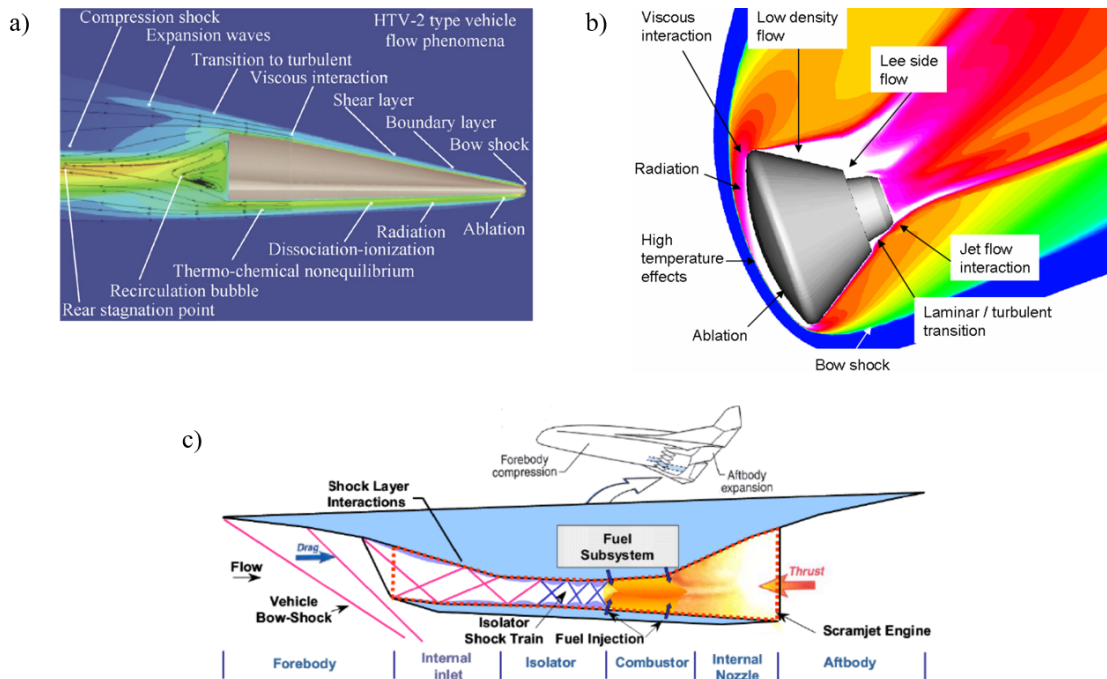 a)
Compression shock
Expansion waves
Transition to turbulent
Viscous interaction
Shear layer
Boundary layer
Bow shock
HTV-2 type vehicle
flow phenomena
Ablation
Radiation
Dissociation-ionization
Thermo-chemical nonequilibrium
Recirculation bubble
Rear stagnation point
b)
Viscous
interaction
Low density
flow
Lee side
flow
Radiation
High
temperature
effects
Ablation
Jet flow
interaction
Laminar / turbulent
transition
Bow shock
c)
Forebody
compression
Aftbody
expansion
Shock Layer
Interactions
Fuel
Subsystem
Drag
Flow
Thrust
Vehicle
Bow-Shock
Isolator
Shock Train
Fuel Injection
Scramjet Engine
Forebody
Internal
inlet
Isolator
Combustor
Internal
Nozzle
Aftbody